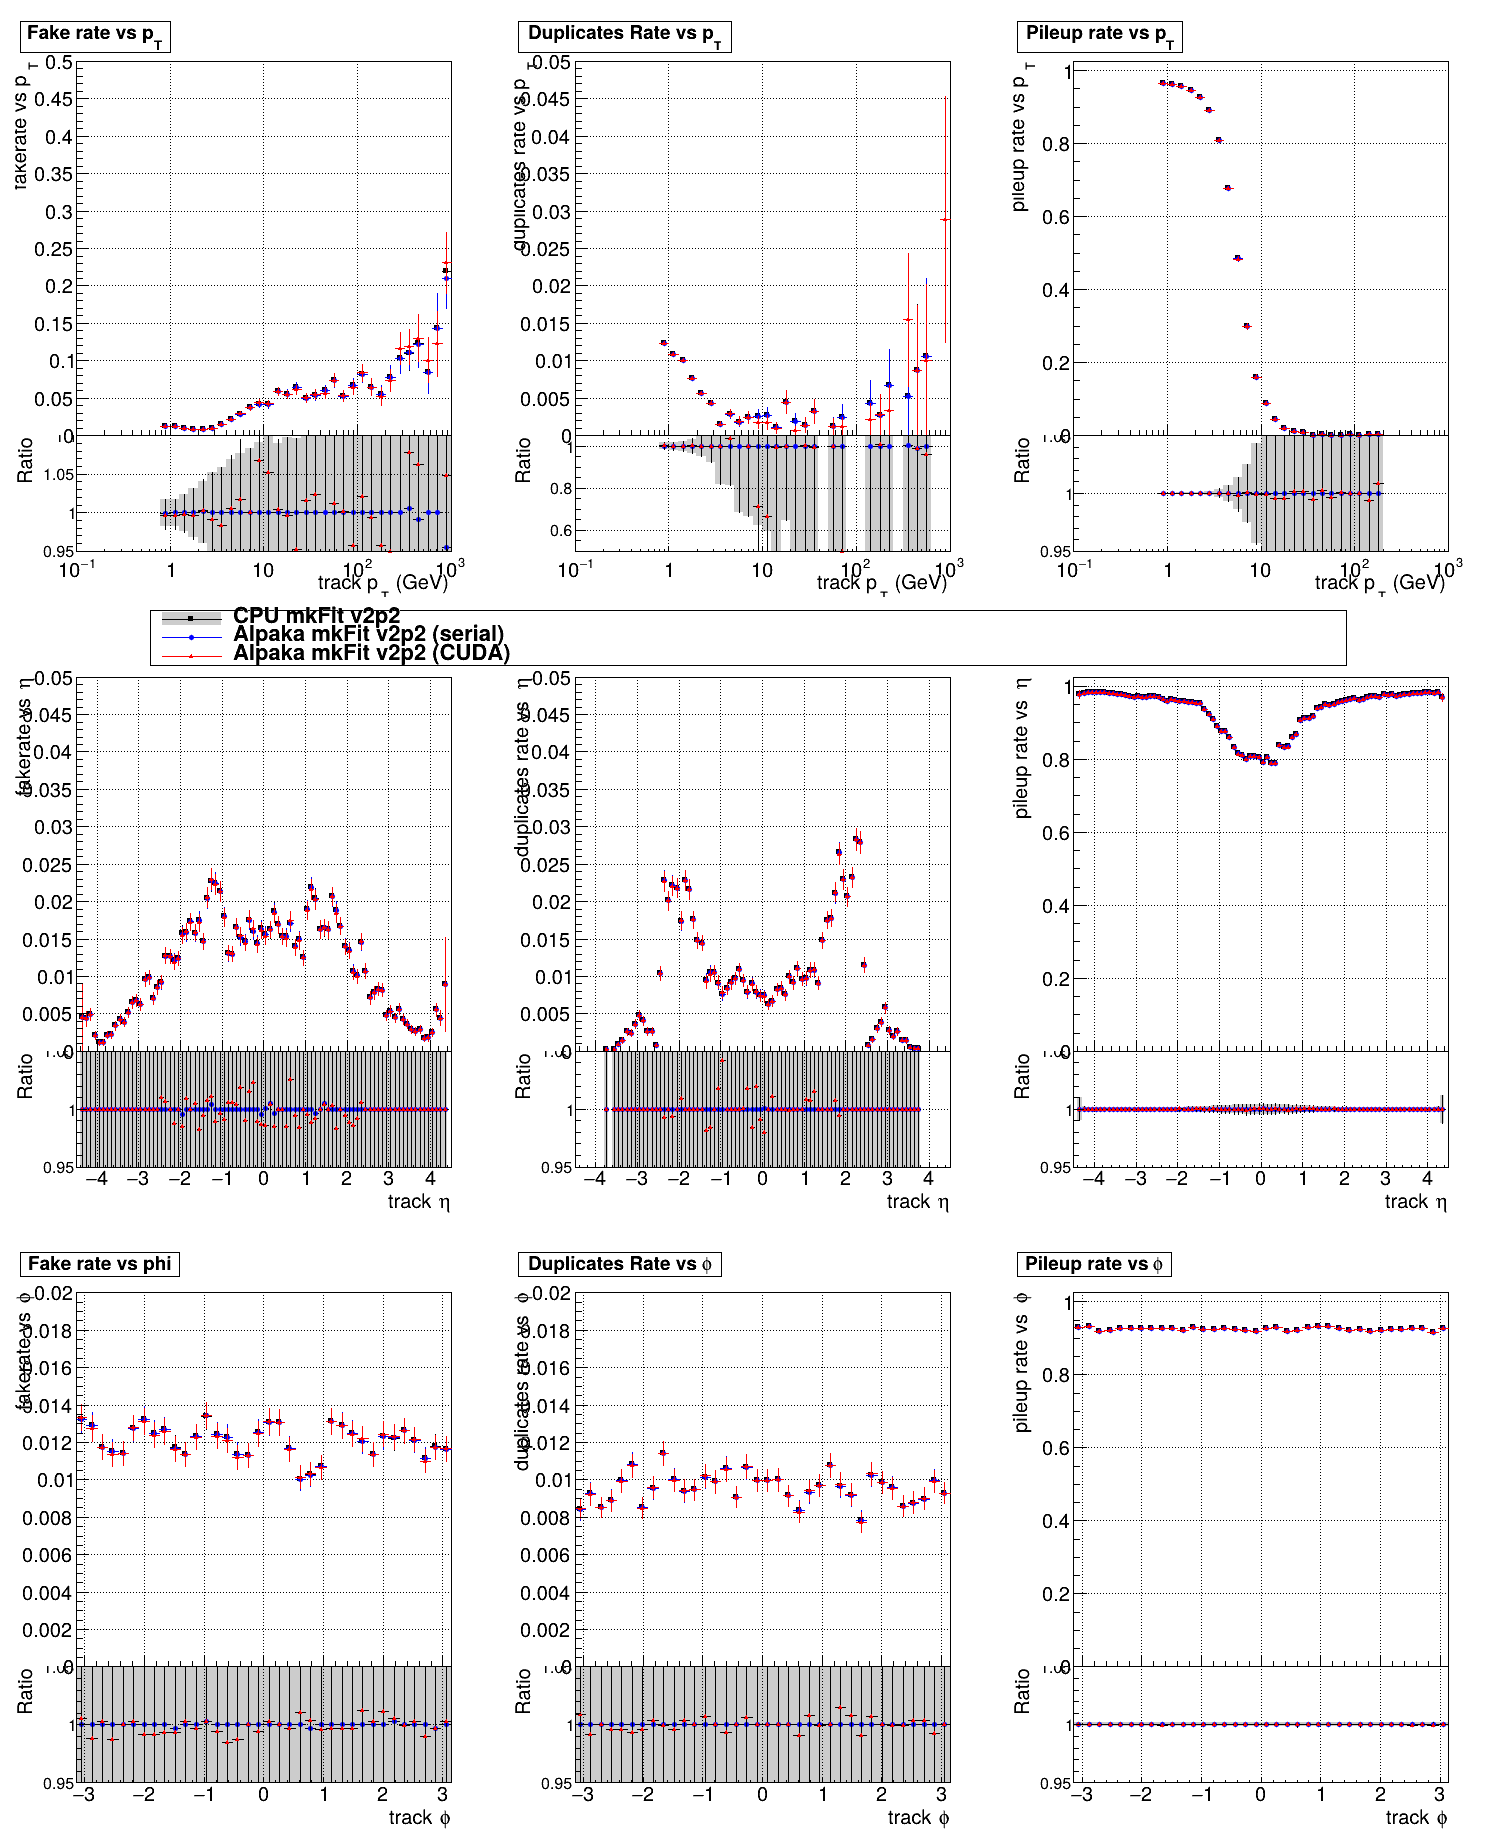 Fake rate vs pT
Duplicates Rate vs pT
Pileup rate vs pT
fakerate vs pT
0.5
0.45
0.4
0.35
0.3
0.25
0.2
0.15
0.1
0.05
0
Ratio
1.05
1
0.95
10−1 1 10 102 103
track pT (GeV)
duplicates rate vs pT
0.05
0.045
0.04
0.035
0.03
0.025
0.02
0.015
0.01
0.005
0
Ratio
1
0.8
0.6
10−1 1 10 102 103
track pT (GeV)
pileup rate vs pT
1
0.8
0.6
0.4
0.2
0
Ratio
1
0.95
10−1 1 10 102 103
track pT (GeV)
CPU mkFit v2p2
Alpaka mkFit v2p2 (serial)
Alpaka mkFit v2p2 (CUDA)
fakerate vs η
0.05
0.045
0.04
0.035
0.03
0.025
0.02
0.015
0.01
0.005
0
Ratio
1
0.95
−4 −3 −2 −1 0 1 2 3 4
track η
duplicates rate vs η
0.05
0.045
0.04
0.035
0.03
0.025
0.02
0.015
0.01
0.005
0
Ratio
1
0.95
−4 −3 −2 −1 0 1 2 3 4
track η
pileup rate vs η
1
0.8
0.6
0.4
0.2
0
Ratio
1
0.95
−4 −3 −2 −1 0 1 2 3 4
track η
Fake rate vs phi
Duplicates Rate vs ϕ
Pileup rate vs ϕ
fakerate vs ϕ
0.02
0.018
0.016
0.014
0.012
0.01
0.008
0.006
0.004
0.002
0
Ratio
1
0.95
−3 −2 −1 0 1 2 3
track ϕ
duplicates rate vs ϕ
0.02
0.018
0.016
0.014
0.012
0.01
0.008
0.006
0.004
0.002
0
Ratio
1
0.95
−3 −2 −1 0 1 2 3
track ϕ
pileup rate vs ϕ
1
0.8
0.6
0.4
0.2
0
Ratio
1
0.95
−3 −2 −1 0 1 2 3
track ϕ